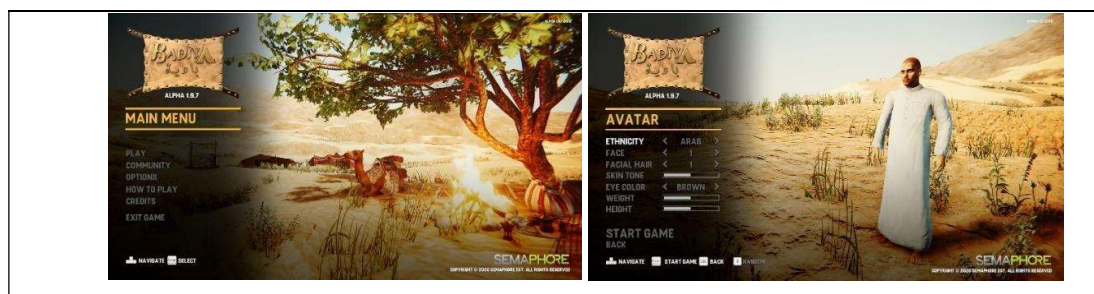 BADIYA
ALPHA 1.9.7
MAIN MENU
PLAY
COMMUNITY
OPTIONS
HOW TO PLAY
CREDITS
EXIT GAME
NAVIGATE SELECT
SEMAPHORE
COPYRIGHT © 2020 SEMAPHORE EST. ALL RIGHTS RESERVED
BADIYA
ALPHA 1.9.7
AVATAR
ETHNICITY < ARAB >
FACE < 1 >
FACIAL HAIR < 1 >
SKIN TONE
EYE COLOR < BROWN >
WEIGHT
HEIGHT
START GAME
BACK
NAVIGATE START GAME BACK RANDOM
SEMAPHORE
COPYRIGHT © 2020 SEMAPHORE EST. ALL RIGHTS RESERVED